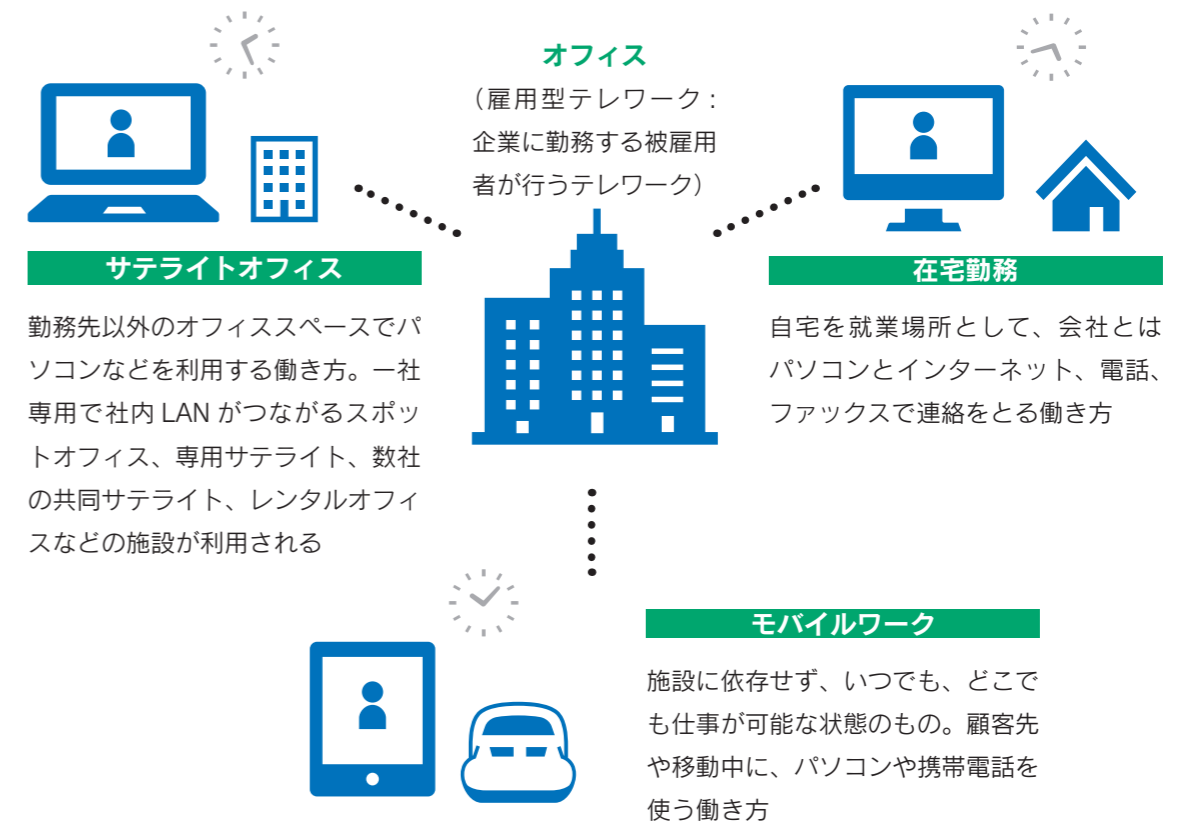 オフィス
（雇用型テレワーク：
企業に勤務する被雇用
者が行うテレワーク）
サテライトオフィス
勤務先以外のオフィススペースでパ
ソコンなどを利用する働き方。一社
専用で社内 LAN がつながるスポッ
トオフィス、専用サテライト、数社
の共同サテライト、レンタルオフィ
スなどの施設が利用される
在宅勤務
自宅を就業場所として、会社とは
パソコンとインターネット、電話、
ファックスで連絡をとる働き方
モバイルワーク
施設に依存せず、いつでも、どこで
も仕事が可能な状態のもの。顧客先
や移動中に、パソコンや携帯電話を
使う働き方